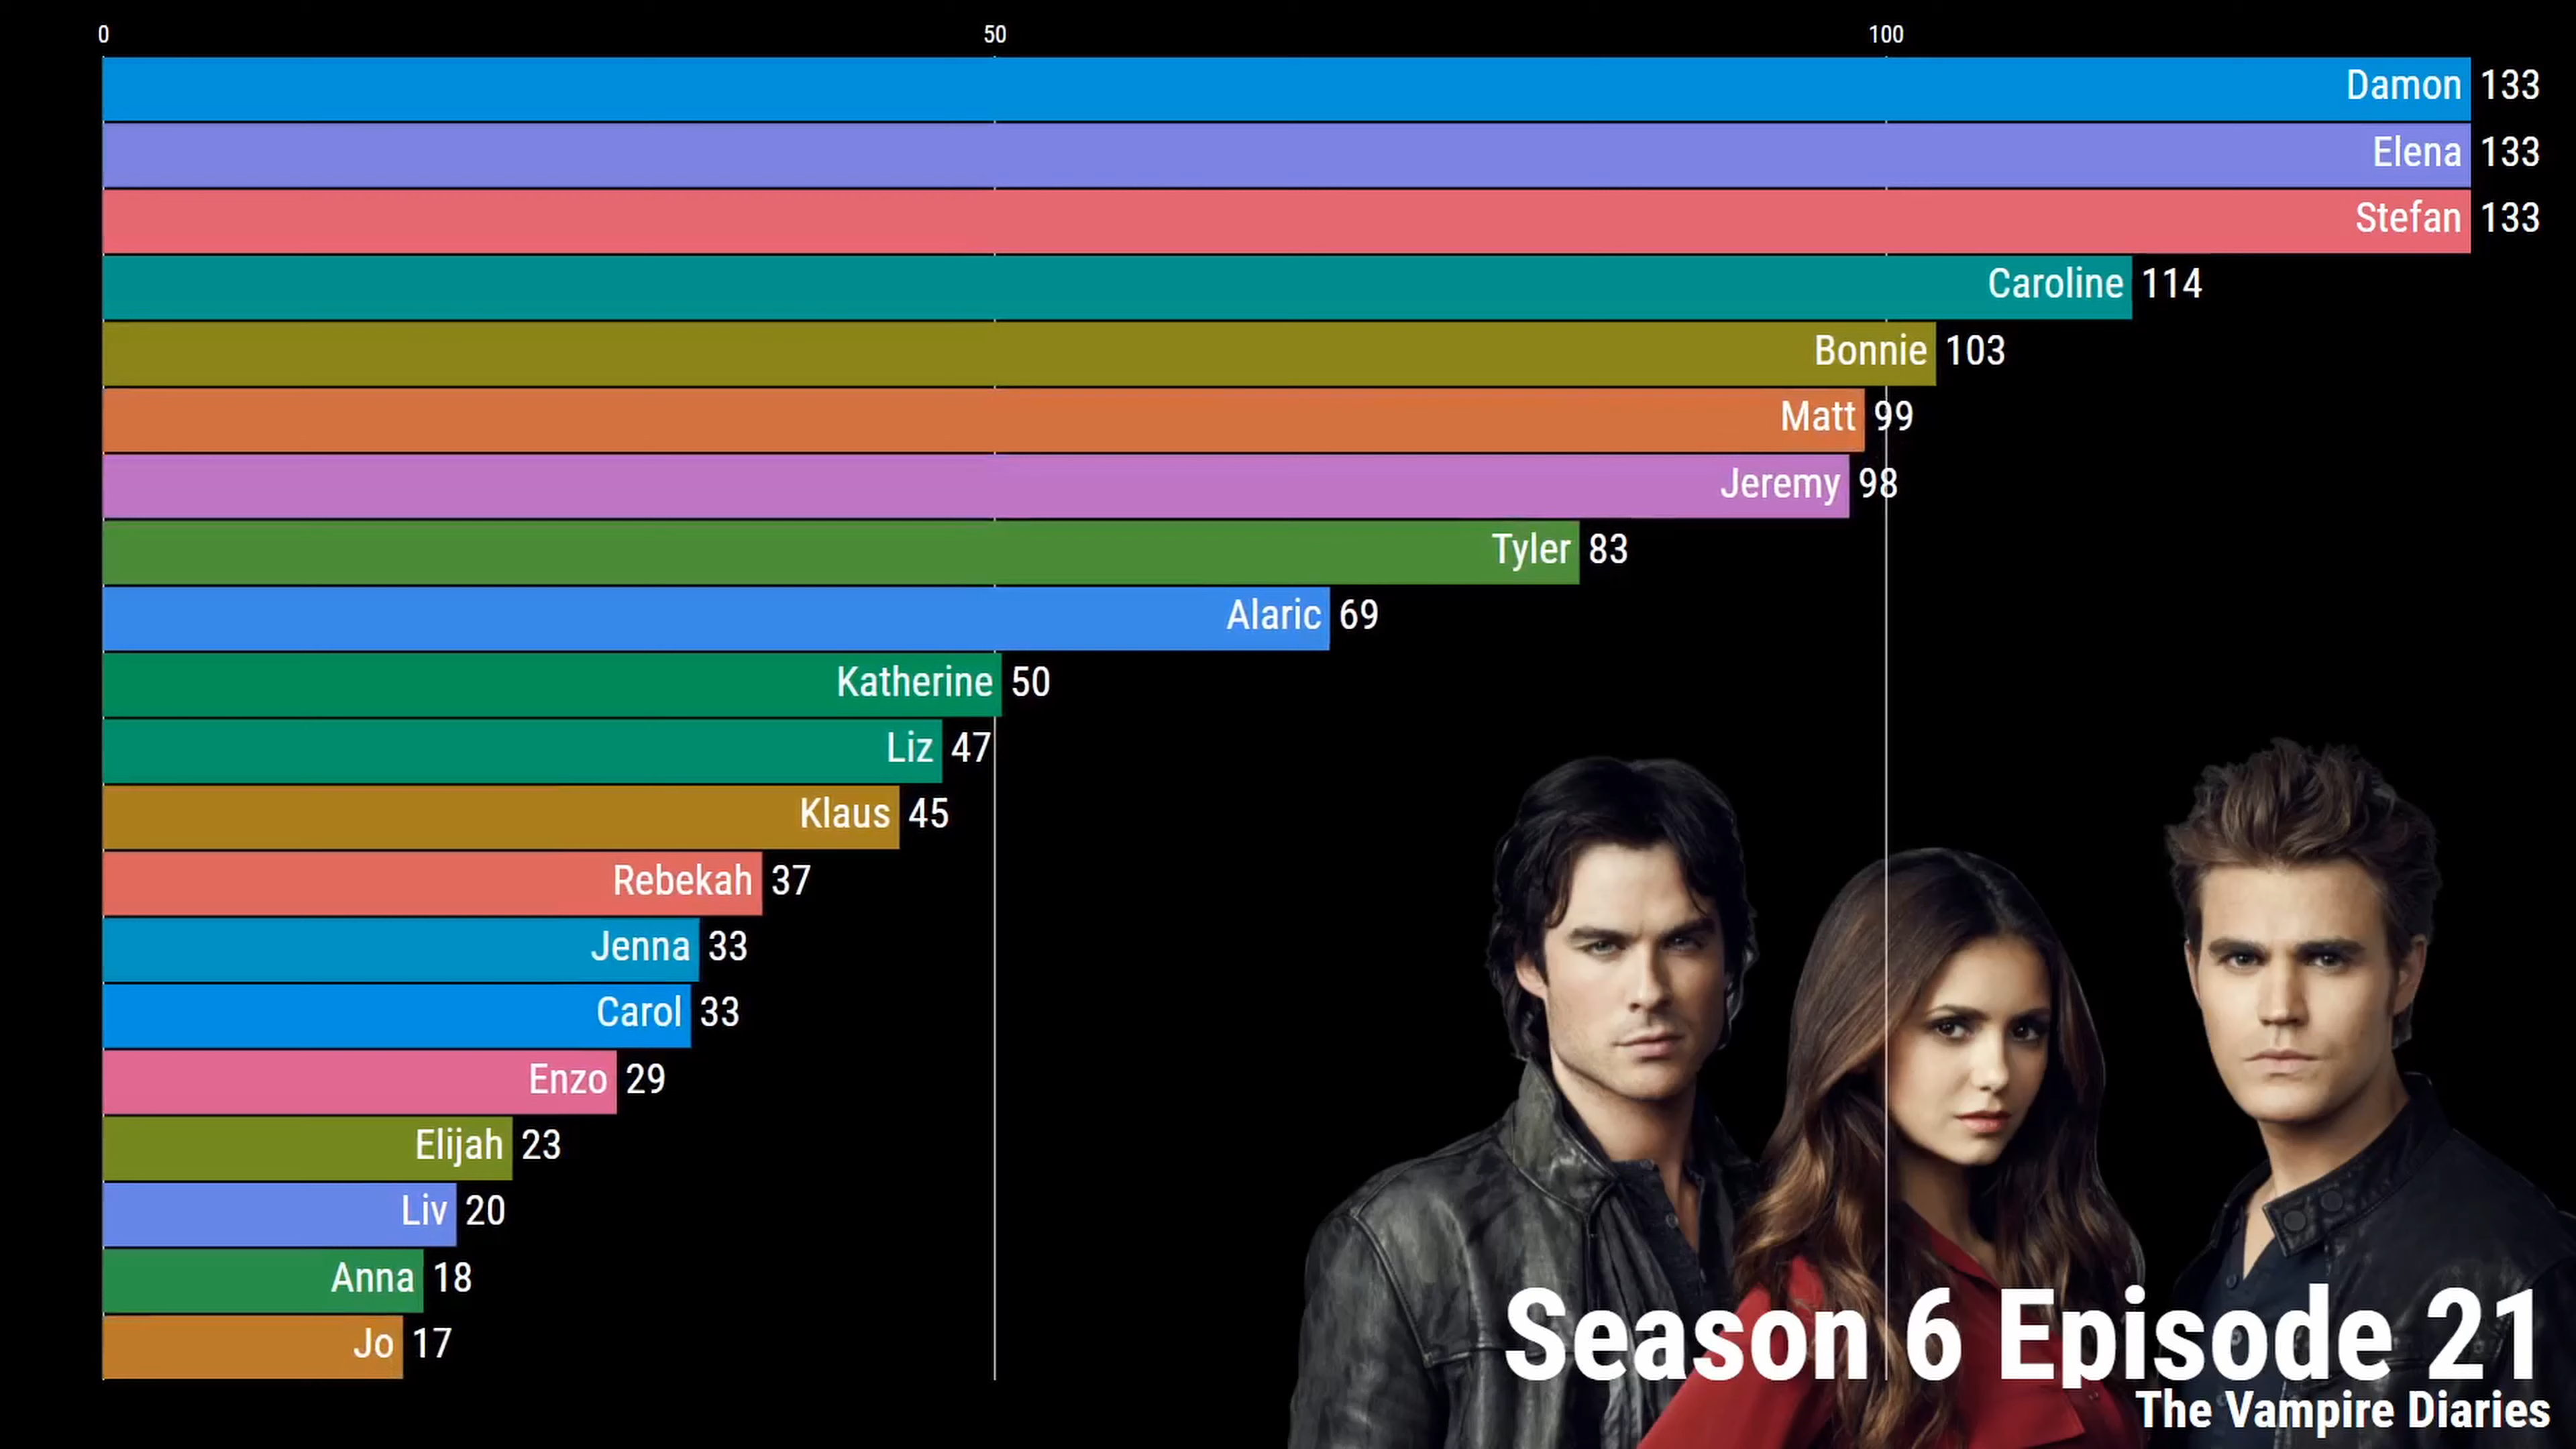 0 50 100
Damon 133
Elena 133
Stefan 133
Caroline 114
Bonnie 103
Matt 99
Jeremy 98
Tyler 83
Alaric 69
Katherine 50
Liz 47
Klaus 45
Rebekah 37
Jenna 33
Carol 33
Enzo 29
Elijah 23
Liv 20
Anna 18
Jo 17
Season 6 Episode 21
The Vampire Diaries